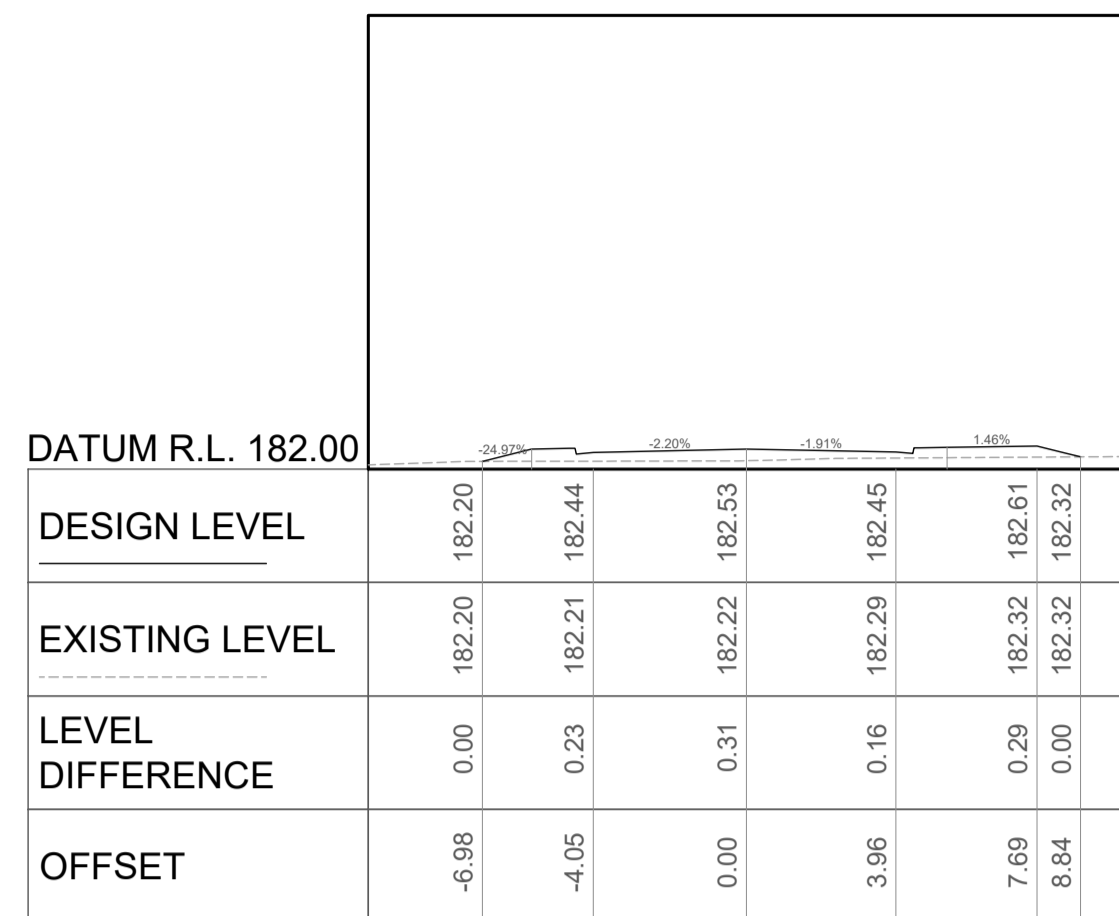 -24.97% -2.20% -1.91% 1.46%
DATUM R.L. 182.00
DESIGN LEVEL 182.20 182.44 182.53 182.45 182.61 182.32
EXISTING LEVEL 182.20 182.21 182.22 182.29 182.32 182.32
LEVEL
DIFFERENCE 0.00 0.23 0.31 0.16 0.29 0.00
OFFSET -6.98 -4.05 0.00 3.96 7.69 8.84